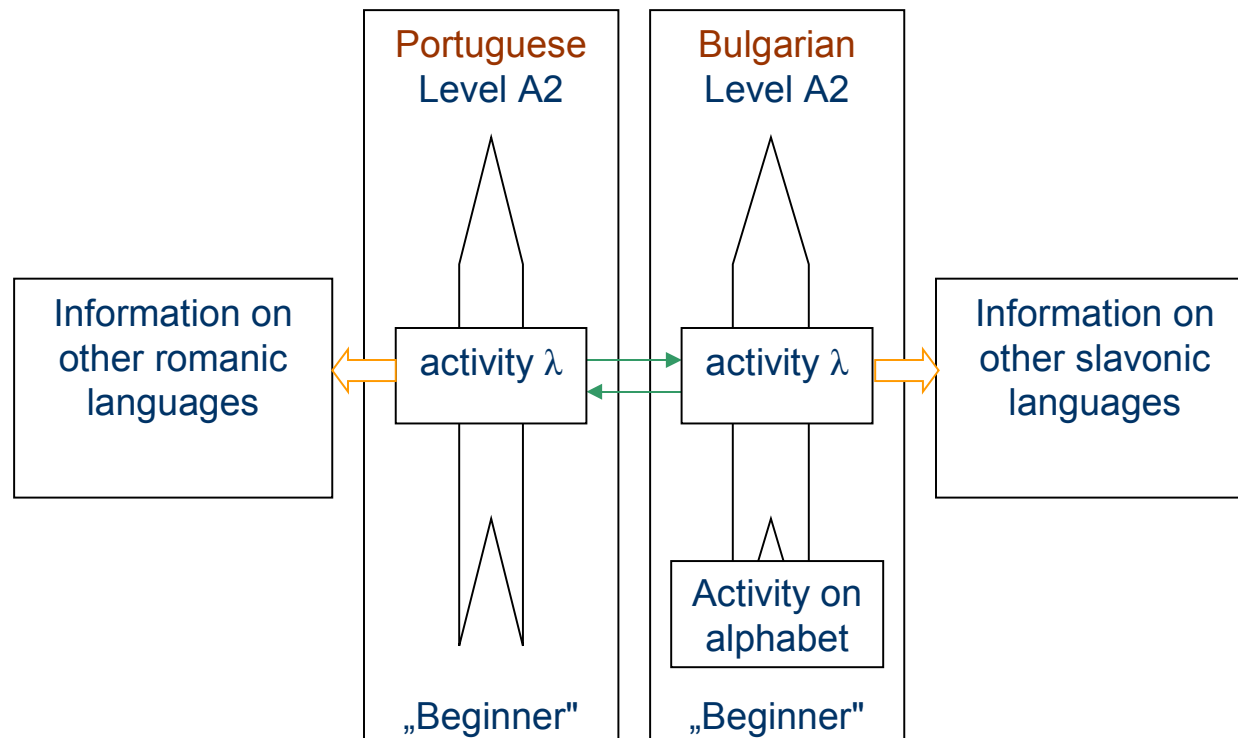 Portuguese
Level A2
Bulgarian
Level A2
Information on
other romanic
languages
activity λ
activity λ
Information on
other slavonic
languages
Activity on
alphabet
„Beginner"
„Beginner"